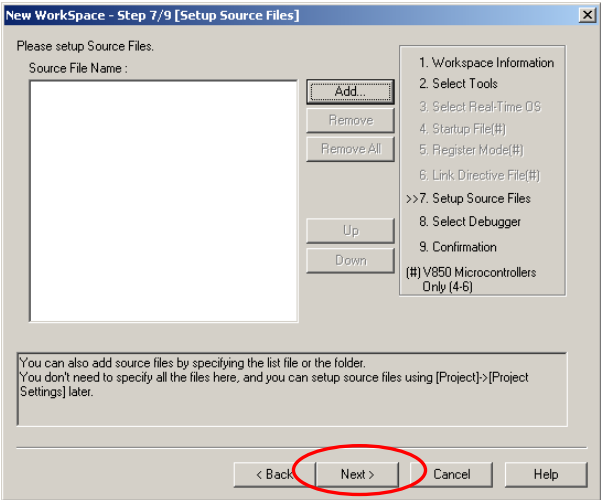 New WorkSpace - Step 7/9 [Setup Source Files]
Please setup Source Files.
Source File Name :
Add...
Remove
Remove All
Up
Down
1. Workspace Information
2. Select Tools
3. Select Real-Time OS
4. Startup File(#)
5. Register Mode(#)
6. Link Directive File(#)
>>7. Setup Source Files
8. Select Debugger
9. Confirmation
(#) V850 Microcontrollers
Only (4-6)
You can also add source files by specifying the list file or the folder.
You don't need to specify all the files here, and you can setup source files using [Project]->[Project
Settings] later.
< Back
Next >
Cancel
Help